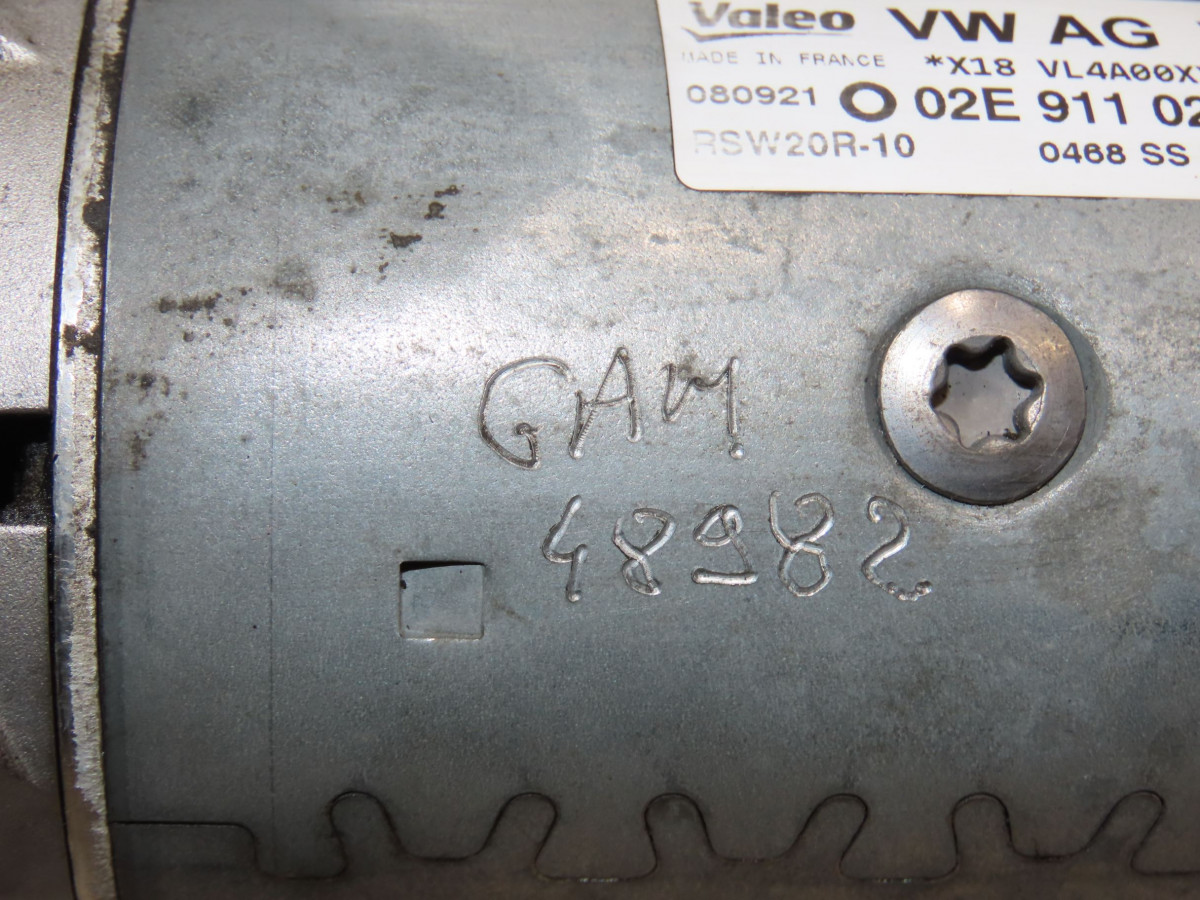 Valeo VW AG
MADE IN FRANCE *X18 VL4A00X
080921 O 02E 911 02
RSW20R-10 0468 SS
GAM
48982